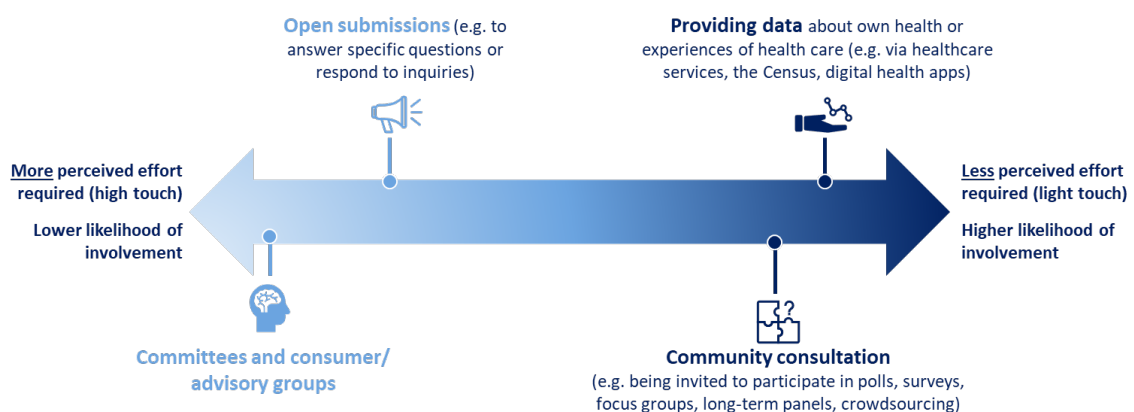 Open submissions (e.g. to
answer specific questions or
respond to inquiries)
Providing data about own health or
experiences of health care (e.g. via healthcare
services, the Census, digital health apps)
More perceived effort
required (high touch)
Lower likelihood of
involvement
Less perceived effort
required (light touch)
Higher likelihood of
involvement
Committees and consumer/
advisory groups
?
Community consultation
(e.g. being invited to participate in polls, surveys,
focus groups, long-term panels, crowdsourcing)